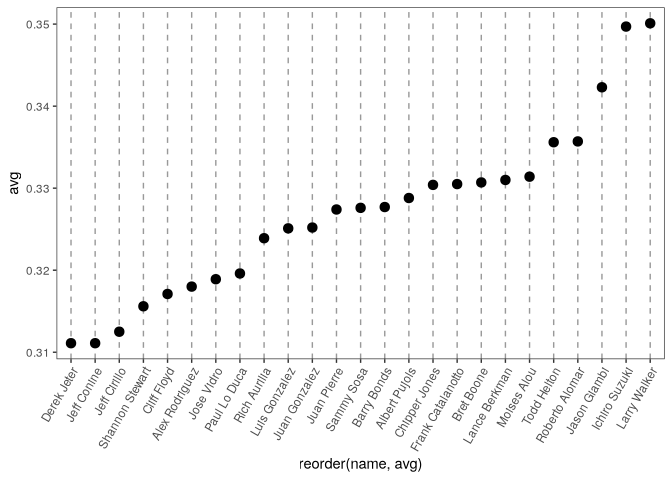 0.35
0.34
0.33
0.32
0.31
avg
Derek Jeter
Jeff Conine
Jeff Cirillo
Shannon Stewart
Cliff Floyd
Alex Rodriguez
Jose Vidro
Paul Lo Duca
Rich Aurilia
Luis Gonzalez
Juan Gonzalez
Juan Pierre
Sammy Sosa
Barry Bonds
Albert Pujols
Chipper Jones
Frank Catalanotto
Bret Boone
Lance Berkman
Moises Alou
Todd Helton
Roberto Alomar
Jason Giambi
Ichiro Suzuki
Larry Walker
reorder(name, avg)